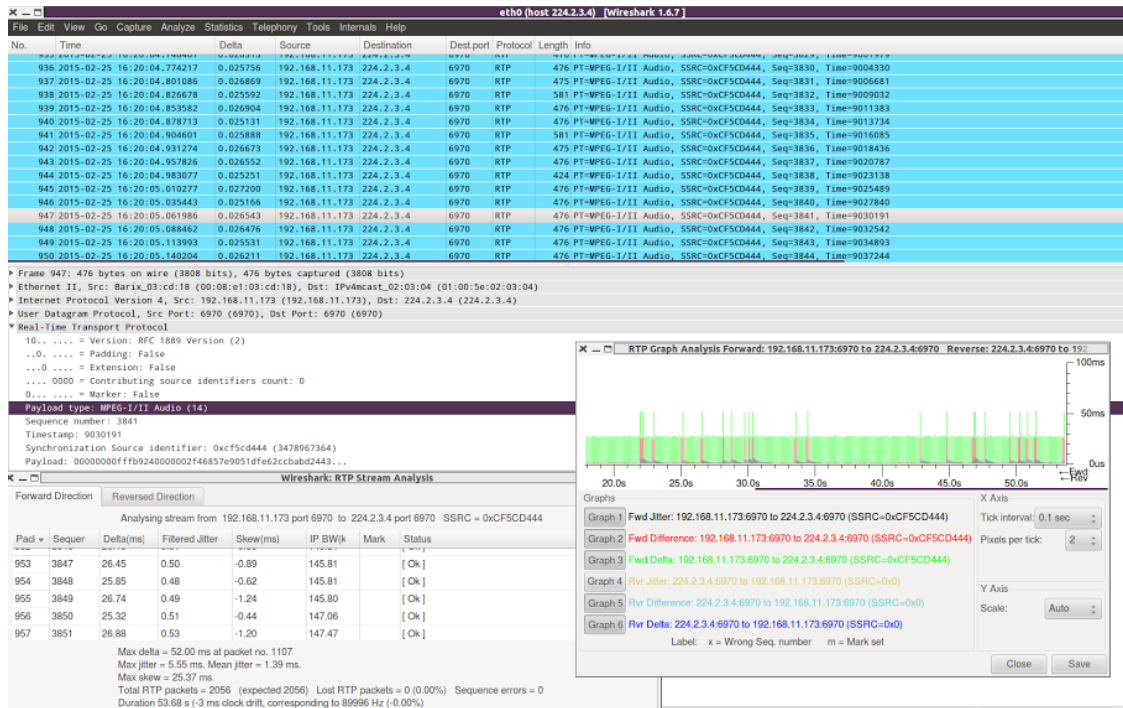 eth0 (host 224.2.3.4) [Wireshark 1.6.7 ]
File Edit View Go Capture Analyze Statistics Telephony Tools Internals Help
No. Time Delta Source Destination Dest.port Protocol Length Info
936 2015-02-25 16:20:04.774217 0.025756 192.168.11.173 224.2.3.4 6970 RTP 476 PT=MPEG-I/II Audio, SSRC=0xCF5CD444, Seq=3830, Time=9004330
937 2015-02-25 16:20:04.801086 0.026869 192.168.11.173 224.2.3.4 6970 RTP 475 PT=MPEG-I/II Audio, SSRC=0xCF5CD444, Seq=3831, Time=9006681
938 2015-02-25 16:20:04.826678 0.025592 192.168.11.173 224.2.3.4 6970 RTP 581 PT=MPEG-I/II Audio, SSRC=0xCF5CD444, Seq=3832, Time=9009032
939 2015-02-25 16:20:04.853582 0.026904 192.168.11.173 224.2.3.4 6970 RTP 476 PT=MPEG-I/II Audio, SSRC=0xCF5CD444, Seq=3833, Time=9011383
940 2015-02-25 16:20:04.878713 0.025131 192.168.11.173 224.2.3.4 6970 RTP 476 PT=MPEG-I/II Audio, SSRC=0xCF5CD444, Seq=3834, Time=9013734
941 2015-02-25 16:20:04.904601 0.025888 192.168.11.173 224.2.3.4 6970 RTP 581 PT=MPEG-I/II Audio, SSRC=0xCF5CD444, Seq=3835, Time=9016085
942 2015-02-25 16:20:04.931274 0.026673 192.168.11.173 224.2.3.4 6970 RTP 475 PT=MPEG-I/II Audio, SSRC=0xCF5CD444, Seq=3836, Time=9018436
943 2015-02-25 16:20:04.957826 0.026552 192.168.11.173 224.2.3.4 6970 RTP 476 PT=MPEG-I/II Audio, SSRC=0xCF5CD444, Seq=3837, Time=9020787
944 2015-02-25 16:20:04.983077 0.025251 192.168.11.173 224.2.3.4 6970 RTP 424 PT=MPEG-I/II Audio, SSRC=0xCF5CD444, Seq=3838, Time=9023138
945 2015-02-25 16:20:05.010277 0.027200 192.168.11.173 224.2.3.4 6970 RTP 476 PT=MPEG-I/II Audio, SSRC=0xCF5CD444, Seq=3839, Time=9025489
946 2015-02-25 16:20:05.035443 0.025166 192.168.11.173 224.2.3.4 6970 RTP 476 PT=MPEG-I/II Audio, SSRC=0xCF5CD444, Seq=3840, Time=9027840
947 2015-02-25 16:20:05.061986 0.026543 192.168.11.173 224.2.3.4 6970 RTP 476 PT=MPEG-I/II Audio, SSRC=0xCF5CD444, Seq=3841, Time=9030191
948 2015-02-25 16:20:05.088462 0.026476 192.168.11.173 224.2.3.4 6970 RTP 476 PT=MPEG-I/II Audio, SSRC=0xCF5CD444, Seq=3842, Time=9032542
949 2015-02-25 16:20:05.113993 0.025531 192.168.11.173 224.2.3.4 6970 RTP 476 PT=MPEG-I/II Audio, SSRC=0xCF5CD444, Seq=3843, Time=9034893
950 2015-02-25 16:20:05.140204 0.026211 192.168.11.173 224.2.3.4 6970 RTP 476 PT=MPEG-I/II Audio, SSRC=0xCF5CD444, Seq=3844, Time=9037244
Frame 947: 476 bytes on wire (3808 bits), 476 bytes captured (3808 bits)
Ethernet II, Src: Barix_03:cd:18 (00:08:e1:03:cd:18), Dst: IPv4mcast_02:03:04 (01:00:5e:02:03:04)
Internet Protocol Version 4, Src: 192.168.11.173 (192.168.11.173), Dst: 224.2.3.4 (224.2.3.4)
User Datagram Protocol, Src Port: 6970 (6970), Dst Port: 6970 (6970)
Real-Time Transport Protocol
10.. .... = Version: RFC 1889 Version (2)
..0. .... = Padding: False
...0 .... = Extension: False
.... 0000 = Contributing source identifiers count: 0
0... .... = Marker: False
Payload type: MPEG-I/II Audio (14)
Sequence number: 3841
Timestamp: 9030191
Synchronization Source identifier: 0xcf5cd444 (3478967364)
Payload: 00000000fffb9240000002f46857e9051dfe62ccbabd2443...
Wireshark: RTP Stream Analysis
Forward Direction Reversed Direction
Analysing stream from 192.168.11.173 port 6970 to 224.2.3.4 port 6970 SSRC = 0xCF5CD444
Pacl Sequer Delta(ms) Filtered Jitter Skew(ms) IP BW(k Mark Status
953 3847 26.45 0.50 -0.89 145.81 [ Ok ]
954 3848 25.85 0.48 -0.62 145.81 [ Ok ]
955 3849 26.74 0.49 -1.24 145.80 [ Ok ]
956 3850 25.32 0.51 -0.44 147.06 [ Ok ]
957 3851 26.88 0.53 -1.20 147.47 [ Ok ]
Max delta = 52.00 ms at packet no. 1107
Max jitter = 5.55 ms. Mean jitter = 1.39 ms.
Max skew = 25.37 ms.
Total RTP packets = 2056 (expected 2056) Lost RTP packets = 0 (0.00%) Sequence errors = 0
Duration 53.68 s (-3 ms clock drift, corresponding to 89996 Hz (-0.00%)
RTP Graph Analysis Forward: 192.168.11.173:6970 to 224.2.3.4:6970 Reverse: 224.2.3.4:6970 to 192.
100ms
50ms
0us
Fwd
Rev
20.0s 25.0s 30.0s 35.0s 40.0s 45.0s 50.0s
Graphs
Graph 1 Fwd Jitter: 192.168.11.173:6970 to 224.2.3.4:6970 (SSRC=0xCF5CD444)
Graph 2 Fwd Difference: 192.168.11.173:6970 to 224.2.3.4:6970 (SSRC=0xCF5CD444)
Graph 3 Fwd Delta: 192.168.11.173:6970 to 224.2.3.4:6970 (SSRC=0xCF5CD444)
Graph 4 Rvr Jitter: 224.2.3.4:6970 to 192.168.11.173:6970 (SSRC=0x0)
Graph 5 Rvr Difference: 224.2.3.4:6970 to 192.168.11.173:6970 (SSRC=0x0)
Graph 6 Rvr Delta: 224.2.3.4:6970 to 192.168.11.173:6970 (SSRC=0x0)
Label: x = Wrong Seq. number m = Mark set
X Axis
Tick interval: 0.1 sec
Pixels per tick: 2
Y Axis
Scale: Auto
Close Save